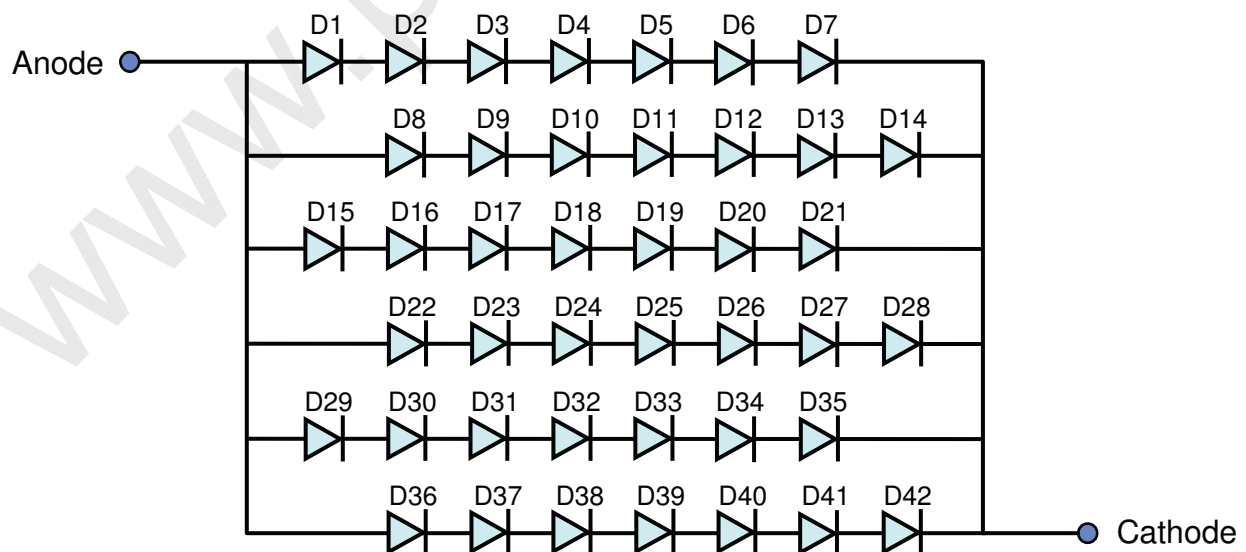 D1 D2 D3 D4 D5 D6 D7
Anode
D8 D9 D10 D11 D12 D13 D14
D15 D16 D17 D18 D19 D20 D21
D22 D23 D24 D25 D26 D27 D28
D29 D30 D31 D32 D33 D34 D35
D36 D37 D38 D39 D40 D41 D42
Cathode
www.